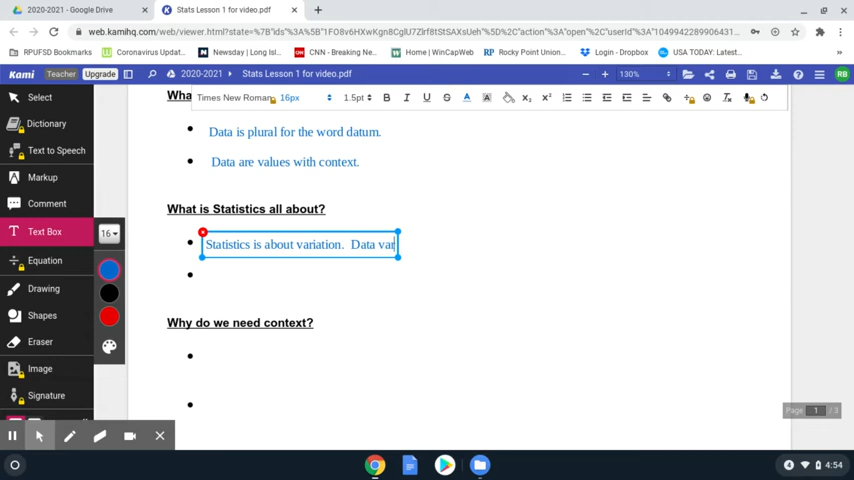 2020-2021 - Google Drive
Stats Lesson 1 for video.pdf
web.kamihq.com/web/viewer.html?state=%7B"ids"%3A%5B"1FO8v6HXwKgn8CglU7Zlrf8tStSAXsUeh"%5D%2C"action"%3A"open"%2C"userId"%3A"1049942289906431...
RPUFSD Bookmarks
Coronavirus Updat...
Newsday | Long Isl...
CNN - Breaking Ne...
Home | WinCapWeb
Rocky Point Union...
Login - Dropbox
USA TODAY: Latest...
Kami Teacher Upgrade 2020-2021 Stats Lesson 1 for video.pdf 130% RB
Times New Roman 16px 1.5pt
Select
Dictionary
Text to Speech
Markup
Comment
Text Box
Equation
Drawing
Shapes
Eraser
Image
Signature
16
Wha
Data is plural for the word datum.
Data are values with context.
What is Statistics all about?
Statistics is about variation. Data var
Why do we need context?
Page 1 / 3
4 4:54